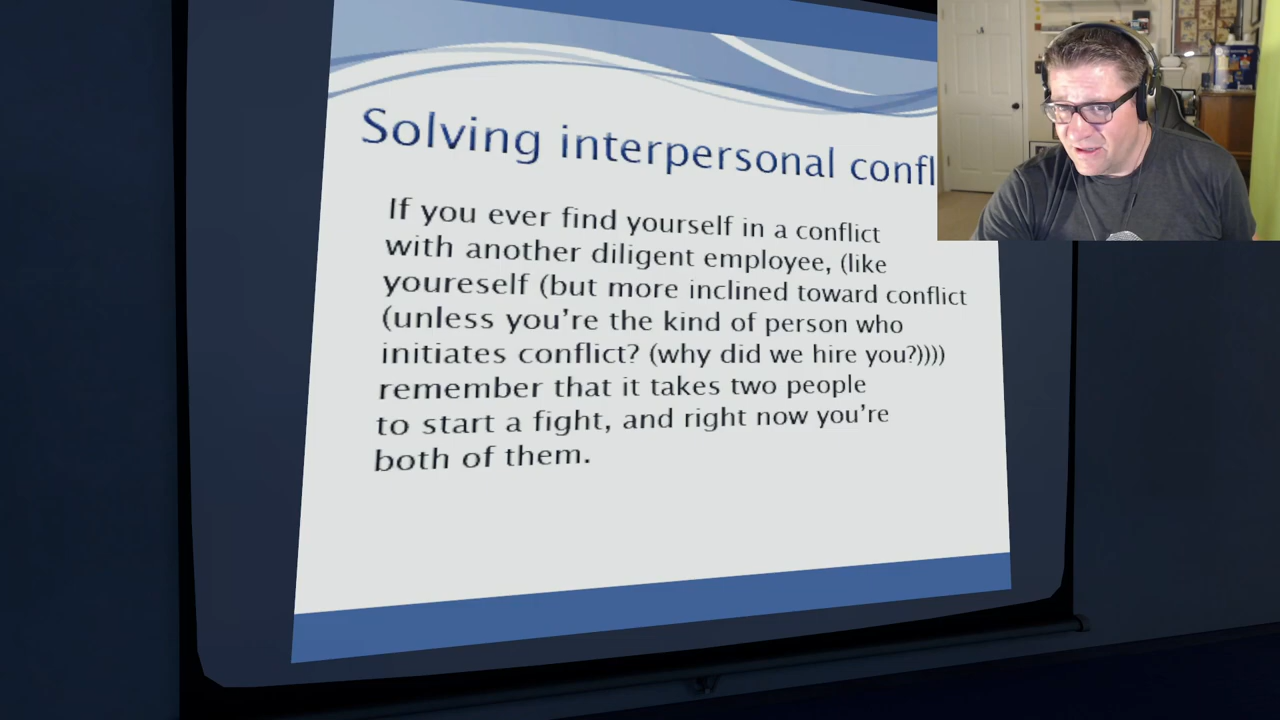 Solving interpersonal confl
If you ever find yourself in a conflict
with another diligent employee, (like
youreself (but more inclined toward conflict
(unless you're the kind of person who
initiates conflict? (why did we hire you?))))
remember that it takes two people
to start a fight, and right now you're
both of them.